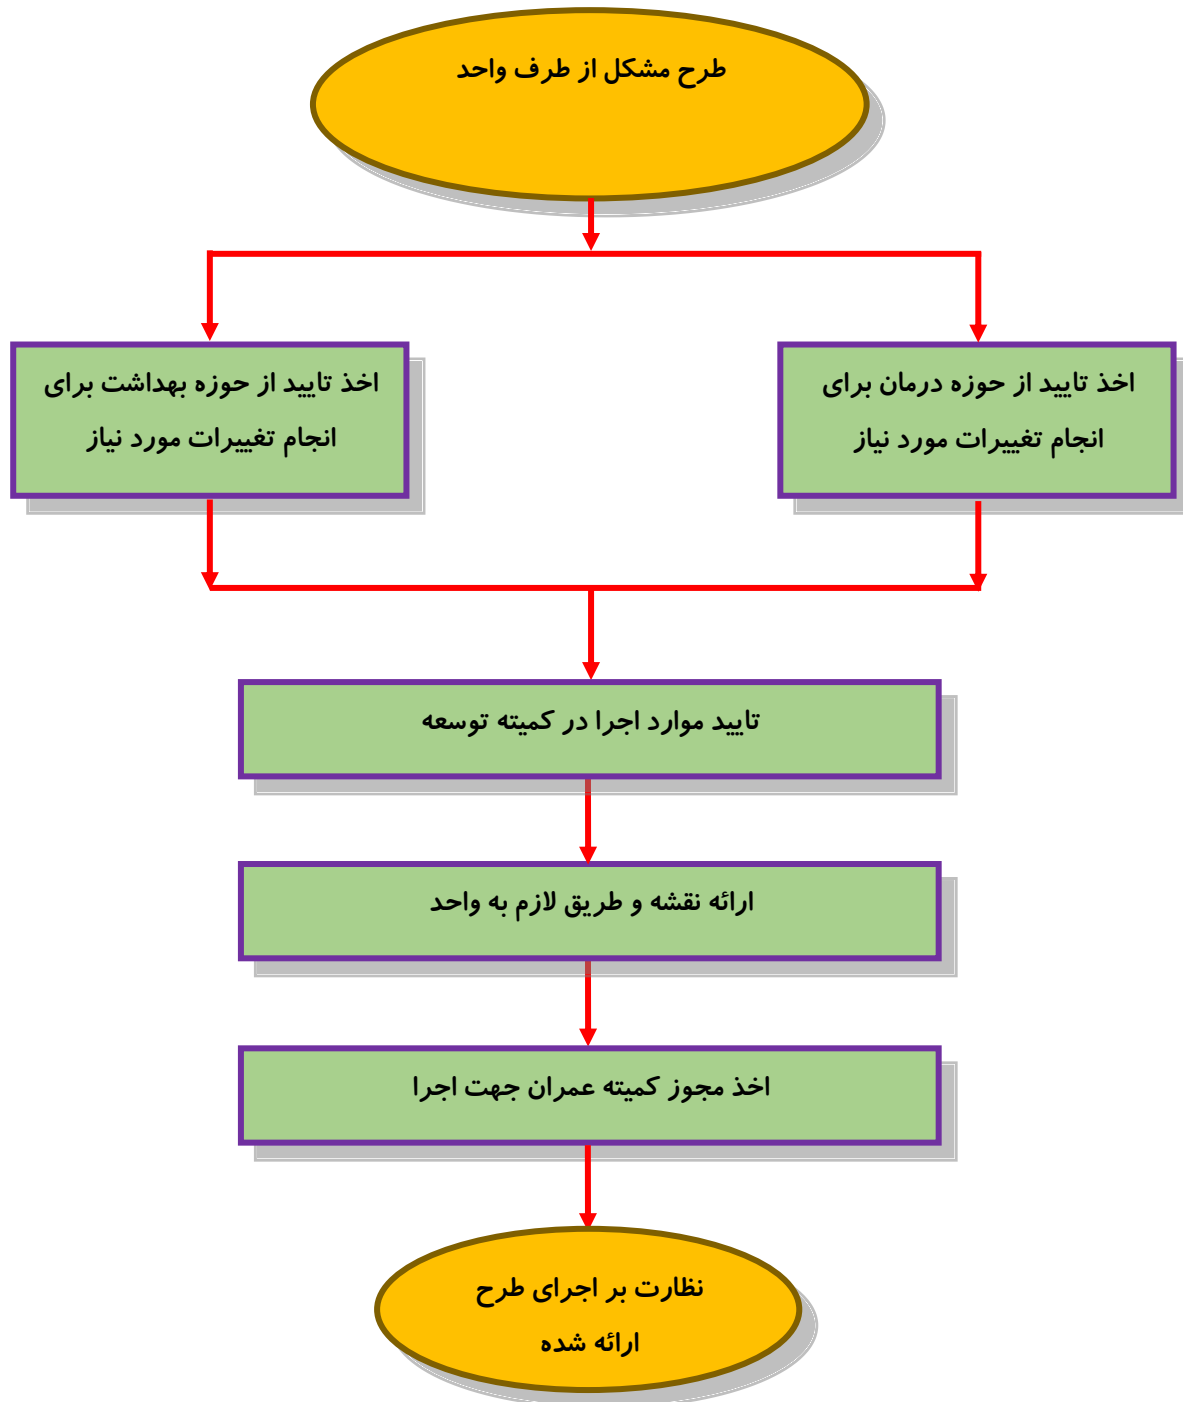 طرح مشکل از طرف واحد
اخذ تایید از حوزه درمان برای
انجام تغییرات مورد نیاز
اخذ تایید از حوزه بهداشت برای
انجام تغییرات مورد نیاز
تایید موارد اجرا در کمیته توسعه
ارائه نقشه و طریق لازم به واحد
اخذ مجوز کمیته عمران جهت اجرا
نظارت بر اجرای طرح
ارائه شده